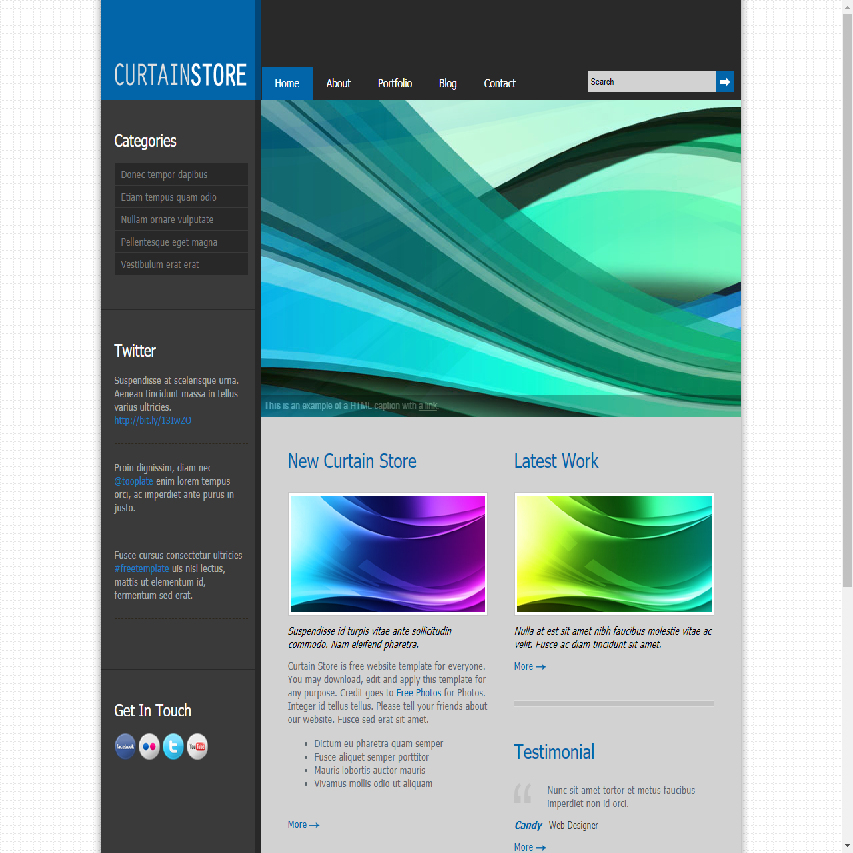 CURTAINSTORE
Home About Portfolio Blog Contact
Search
Categories
Donec tempor dapibus
Etiam tempus quam odio
Nullam ornare vulputate
Pellentesque eget magna
Vestibulum erat erat
Twitter
Suspendisse at scelerisque urna.
Aenean tincidunt massa in tellus
varius ultricies.
Proin dignissim, diam nec
@tooplate enim lorem tempus
orci, ac imperdiet ante purus in
justo.
Fusce cursus consectetur ultricies
#freetemplate uis nisl lectus,
mattis ut elementum id,
fermentum sed erat.
Get In Touch
facebook
You Tube
This is an example of a HTML caption with a link.
New Curtain Store
Suspendisse id turpis vitae ante sollicitudin
commodo. Nam eleifend pharetra.
Curtain Store is free website template for everyone.
You may download, edit and apply this template for
any purpose. Credit goes to Free Photos for Photos.
Integer id tellus tellus. Please tell your friends about
our website. Fusce sed erat sit amet.
Dictum eu pharetra quam semper
Fusce aliquet semper porttitor
Mauris lobortis auctor mauris
Vivamus mollis odio ut aliquam
More
Latest Work
Nulla at est sit amet nibh faucibus molestie vitae ac
velit. Fusce ac diam tincidunt sit amet.
More
Testimonial
Nunc sit amet tortor et metus faucibus
imperdiet non id orci.
Candy Web Designer
More